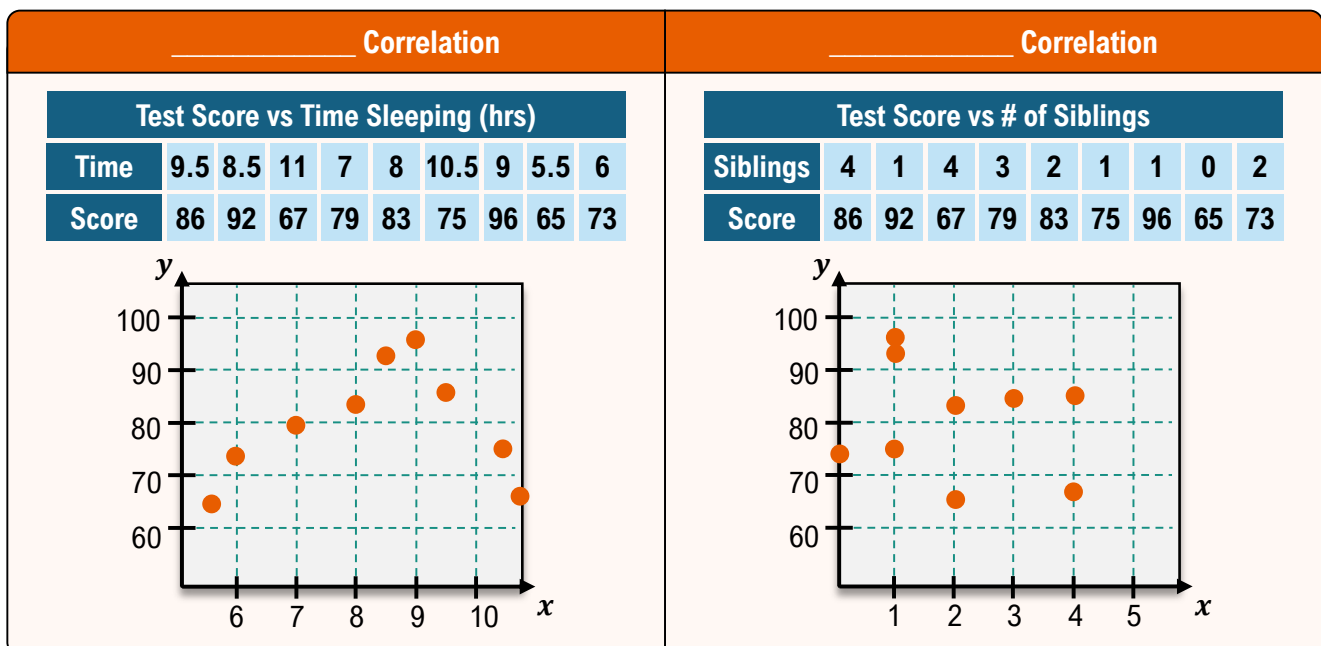 ____________ Correlation
Test Score vs Time Sleeping (hrs)
Time 9.5 8.5 11 7 8 10.5 9 5.5 6
Score 86 92 67 79 83 75 96 65 73
y
100
90
80
70
60
6 7 8 9 10 x
____________ Correlation
Test Score vs # of Siblings
Siblings 4 1 4 3 2 1 1 0 2
Score 86 92 67 79 83 75 96 65 73
y
100
90
80
70
60
1 2 3 4 5 x